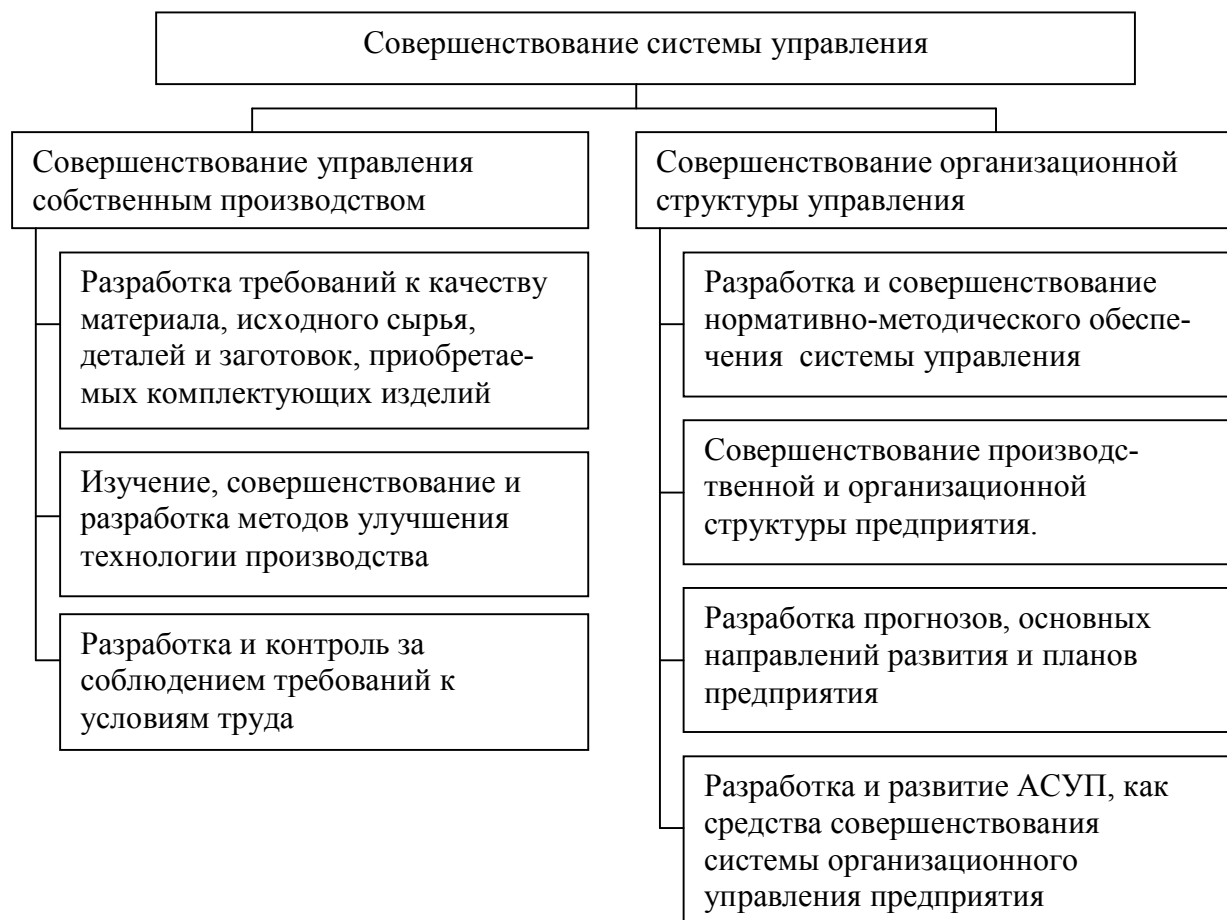 Совершенствование системы управления
Совершенствование управления
собственным производством
Разработка требований к качеству
материала, исходного сырья,
деталей и заготовок, приобретае-
мых комплектующих изделий
Изучение, совершенствование и
разработка методов улучшения
технологии производства
Разработка и контроль за
соблюдением требований к
условиям труда
Совершенствование организационной
структуры управления
Разработка и совершенствование
нормативно-методического обеспе-
чения системы управления
Совершенствование производс-
твенной и организационной
структуры предприятия.
Разработка прогнозов, основных
направлений развития и планов
предприятия
Разработка и развитие АСУП, как
средства совершенствования
системы организационного
управления предприятия